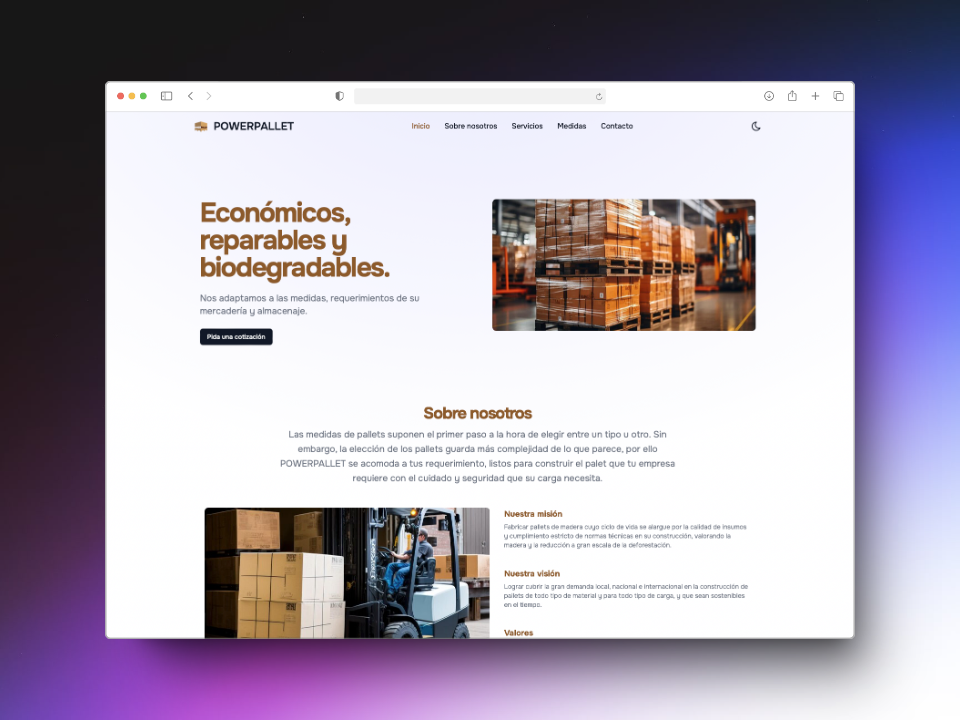 POWERPALLET
Inicio Sobre nosotros Servicios Medidas Contacto
Económicos,
reparables y
biodegradables.
Nos adaptamos a las medidas, requerimientos de su
mercadería y almacenaje.
Pida una cotización
Sobre nosotros
Las medidas de pallets suponen el primer paso a la hora de elegir entre un tipo u otro. Sin
embargo, la elección de los pallets guarda más complejidad de lo que parece, por ello
POWERPALLET se acomoda a tus requerimiento, listos para construir el palet que tu empresa
requiere con el cuidado y seguridad que su carga necesita.
Nuestra misión
Fabricar pallets de madera cuyo ciclo de vida se alargue por la calidad de insumos
y cumplimiento estricto de normas técnicas en su construcción, valorando la
madera y la reducción a gran escala de la deforestación.
Nuestra visión
Lograr cubrir la gran demanda local, nacional e internacional en la construcción de
pallets de todo tipo de material y para todo tipo de carga, y que sean sostenibles
en el tiempo.
Valores